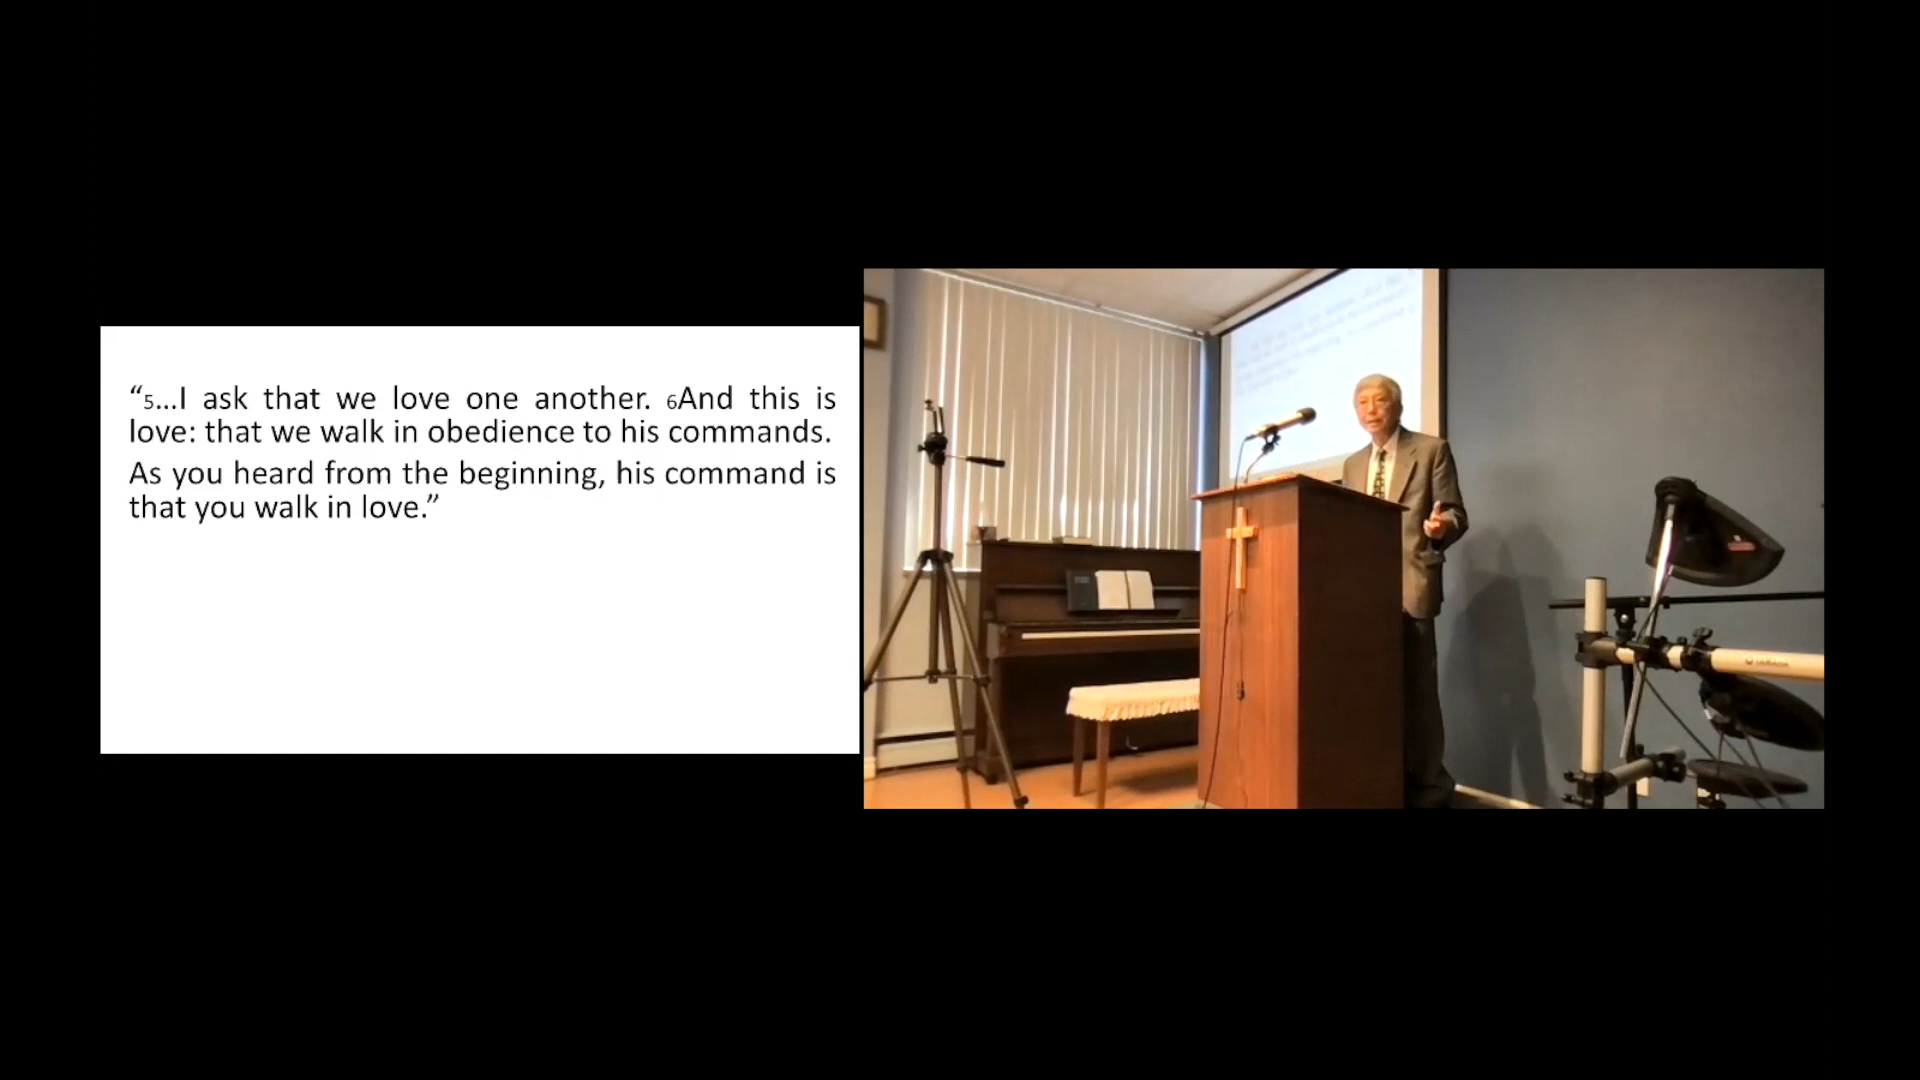 “5...I ask that we love one another. 6And this is
love: that we walk in obedience to his commands.
As you heard from the beginning, his command is
that you walk in love.”